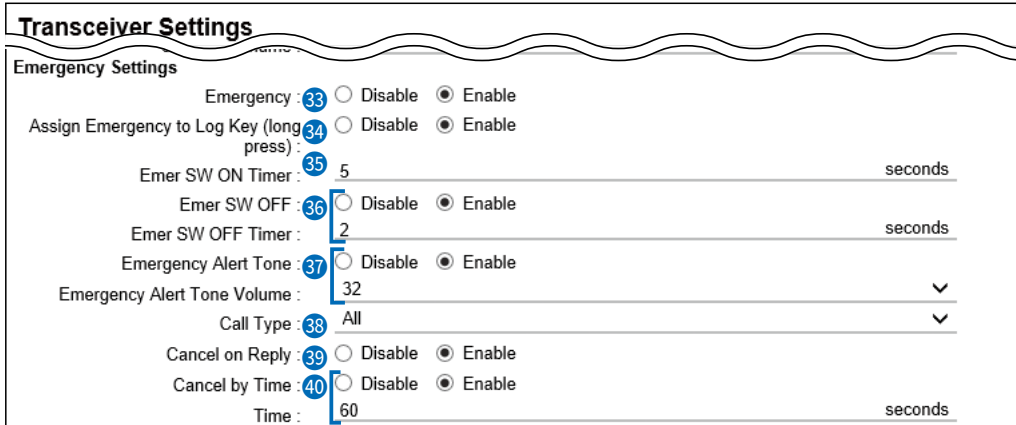 Transceiver Settings
Emergency Settings
Emergency : 33 Disable Enable
Assign Emergency to Log Key (long 34 Disable Enable
press) :
Emer SW ON Timer : 35 5 seconds
Emer SW OFF : 36 Disable Enable
Emer SW OFF Timer : 2 seconds
Emergency Alert Tone : 37 Disable Enable
Emergency Alert Tone Volume : 32
Call Type : 38 All
Cancel on Reply : 39 Disable Enable
Cancel by Time : 40 Disable Enable
Time : 60 seconds